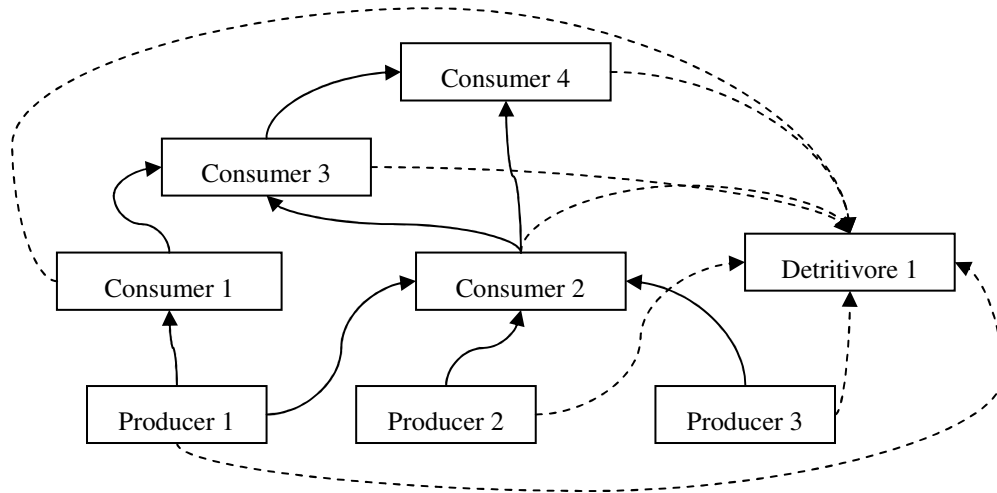 Consumer 4
Consumer 3
Detritivore 1
Consumer 1
Consumer 2
Producer 1
Producer 2
Producer 3